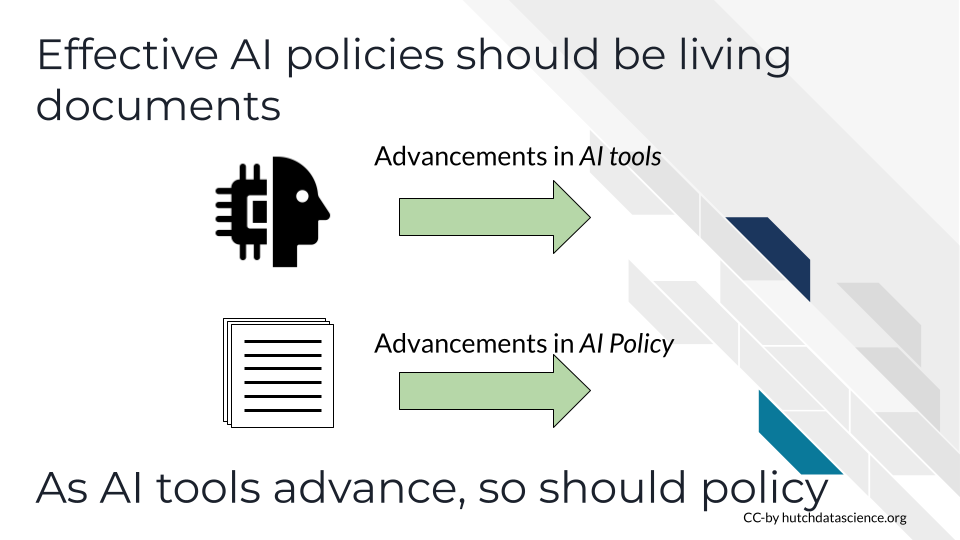 Effective AI policies should be living
documents
Advancements in AI tools
Advancements in AI Policy
As AI tools advance, so should policy
CC-by hutchdatascience.org